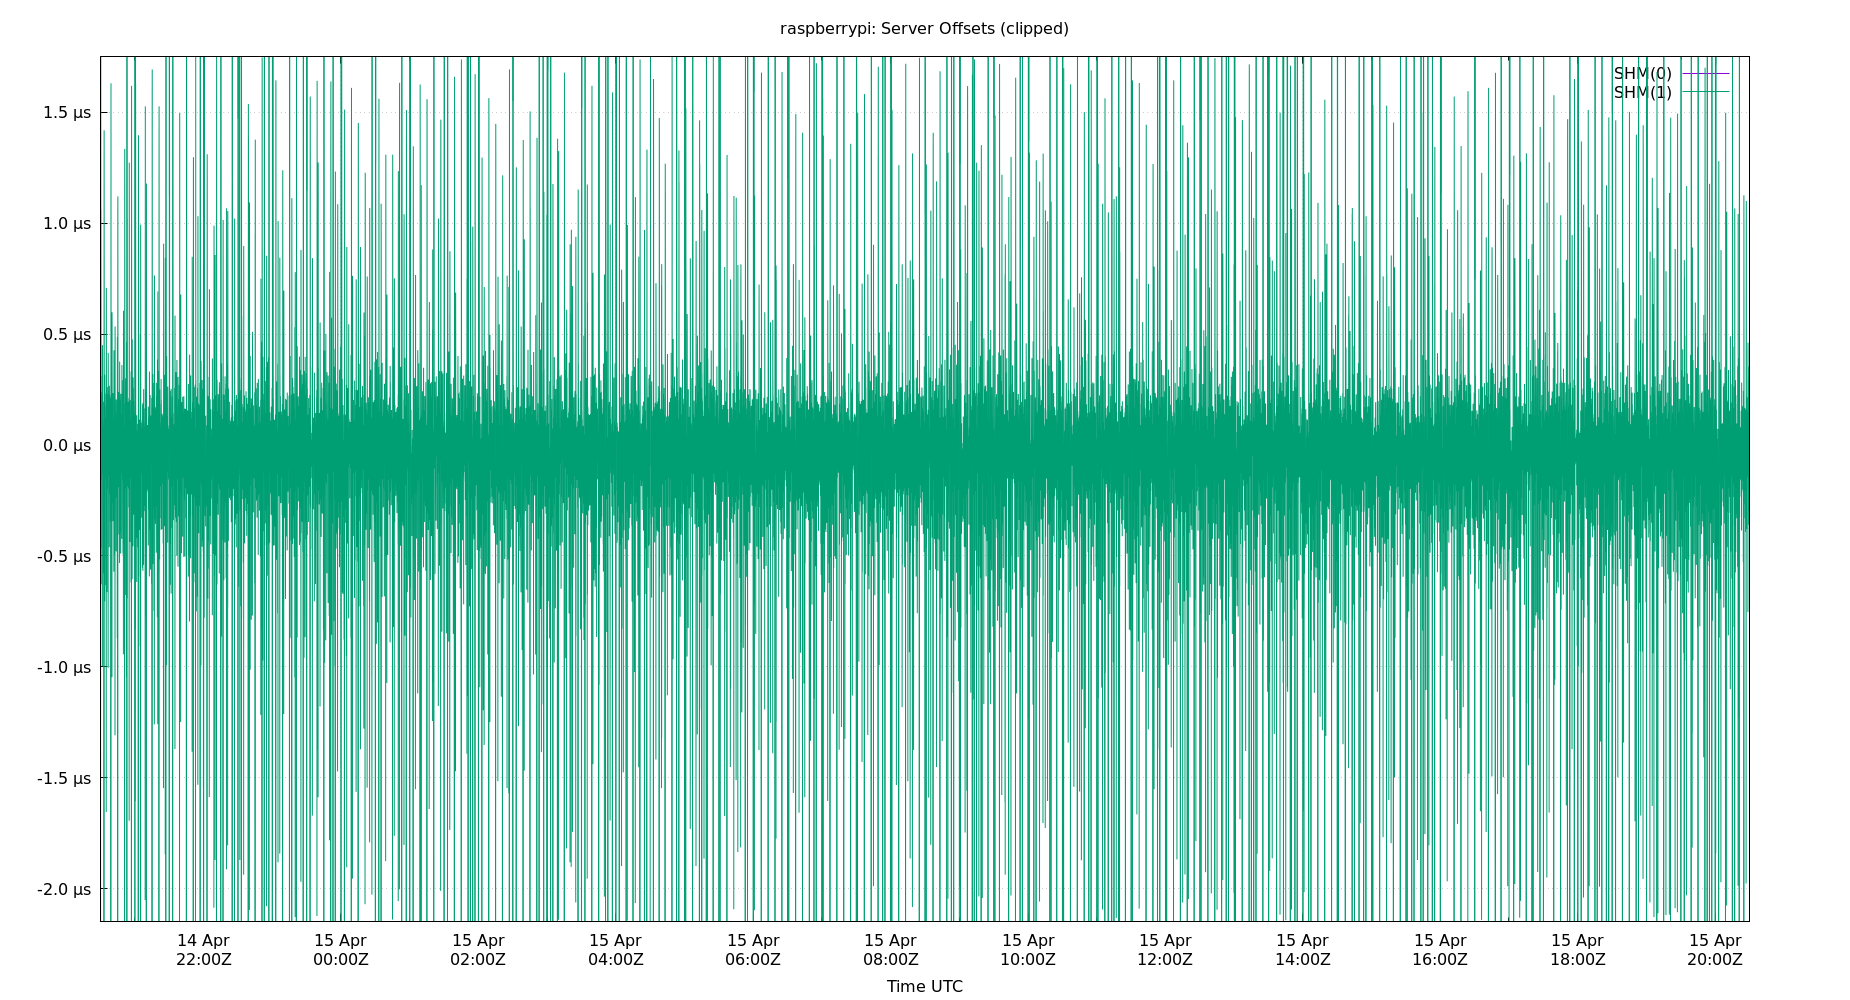 raspberrypi: Server Offsets (clipped)
SHM(0)
SHM(1)
1.5 µs
1.0 µs
0.5 µs
0.0 µs
-0.5 µs
-1.0 µs
-1.5 µs
-2.0 µs
14 Apr 15 Apr 15 Apr 15 Apr 15 Apr 15 Apr 15 Apr 15 Apr 15 Apr 15 Apr 15 Apr 15 Apr
22:00Z 00:00Z 02:00Z 04:00Z 06:00Z 08:00Z 10:00Z 12:00Z 14:00Z 16:00Z 18:00Z 20:00Z
Time UTC